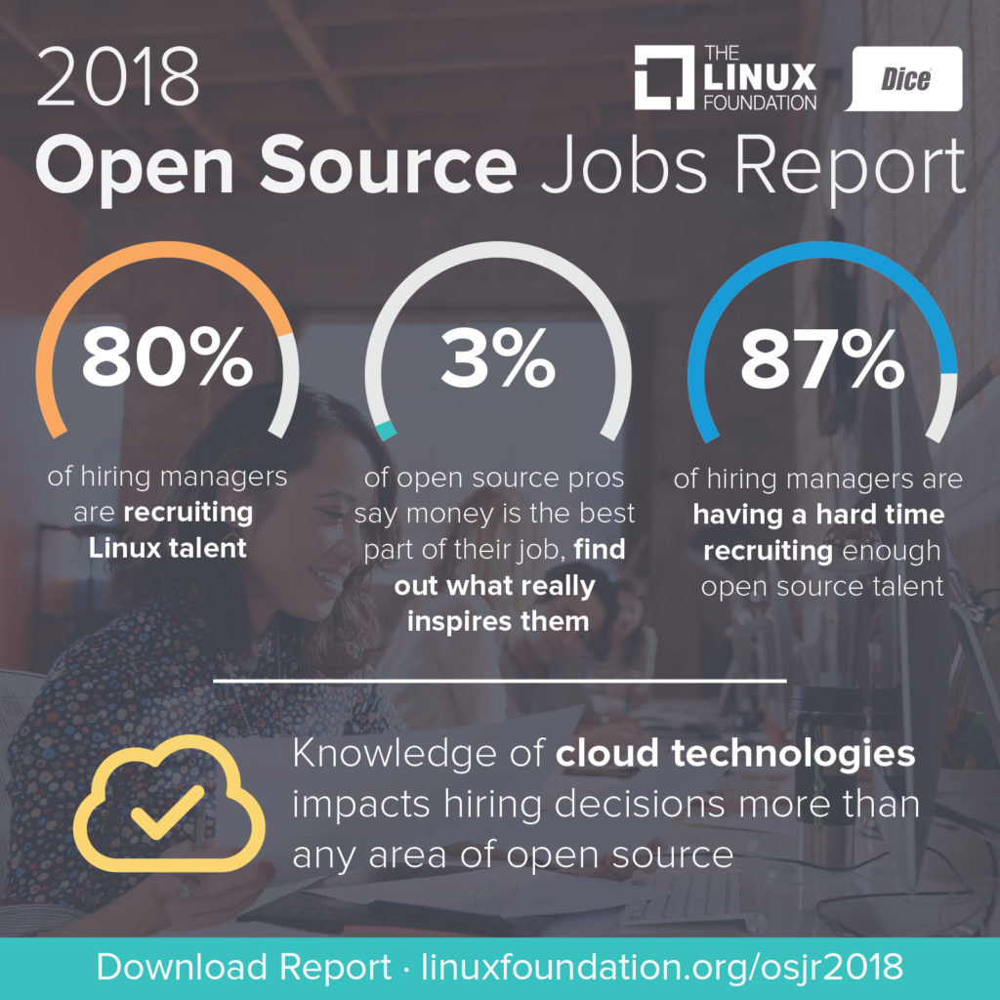 2018
THE
LINUX
FOUNDATION
Dice
Open Source Jobs Report
80%
of hiring managers
are recruiting
Linux talent
3%
of open source pros
say money is the best
part of their job, find
out what really
inspires them
87%
of hiring managers are
having a hard time
recruiting enough
open source talent
Knowledge of cloud technologies
impacts hiring decisions more than
any area of open source
Download Report · linuxfoundation.org/osjr2018